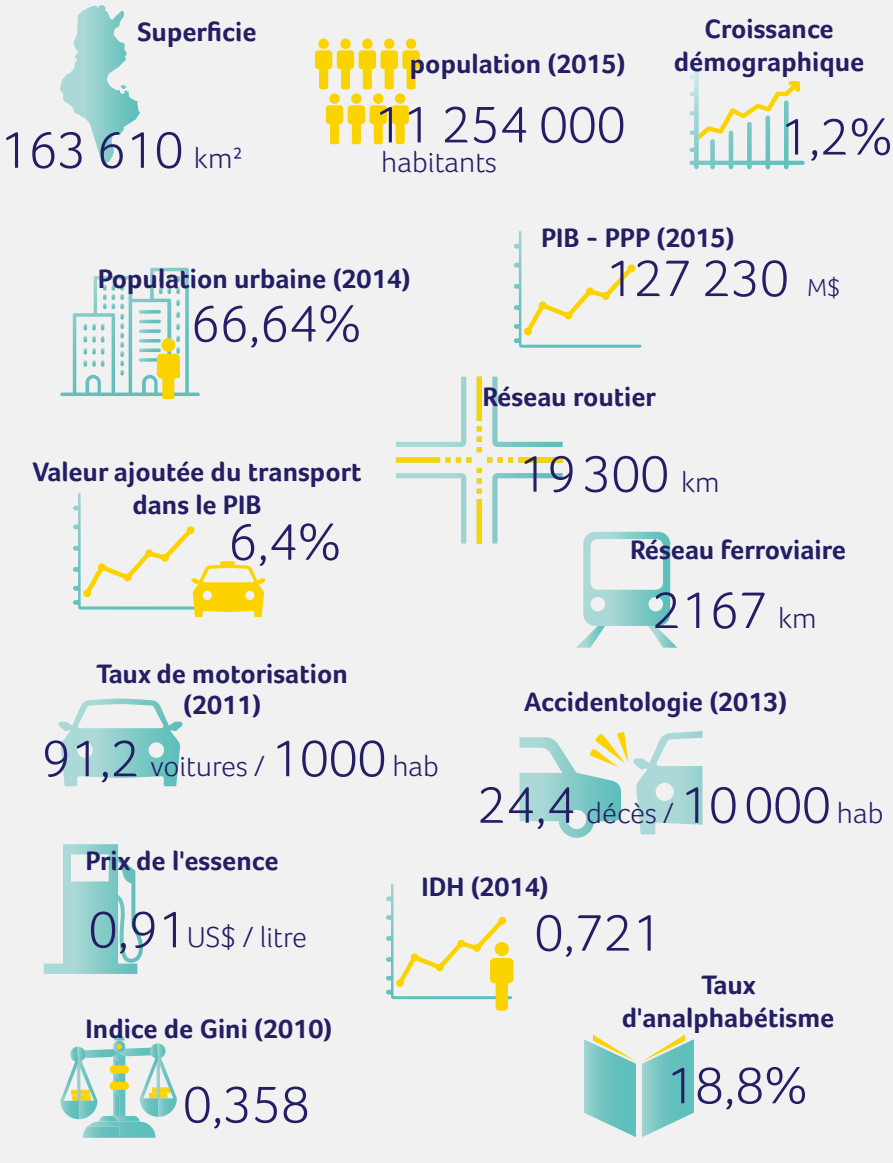 Superficie
163 610 km²
population (2015)
11 254 000
habitants
Croissance
démographique
1,2%
Population urbaine (2014)
66,64%
PIB - PPP (2015)
127 230 M$
Réseau routier
19 300 km
Valeur ajoutée du transport
dans le PIB
6,4%
Réseau ferroviaire
2167 km
Taux de motorisation
(2011)
91,2 voitures / 1000 hab
Accidentologie (2013)
24,4 décès / 10 000 hab
Prix de l'essence
0,91 US$ / litre
IDH (2014)
0,721
Taux
d'analphabétisme
18,8%
Indice de Gini (2010)
0,358